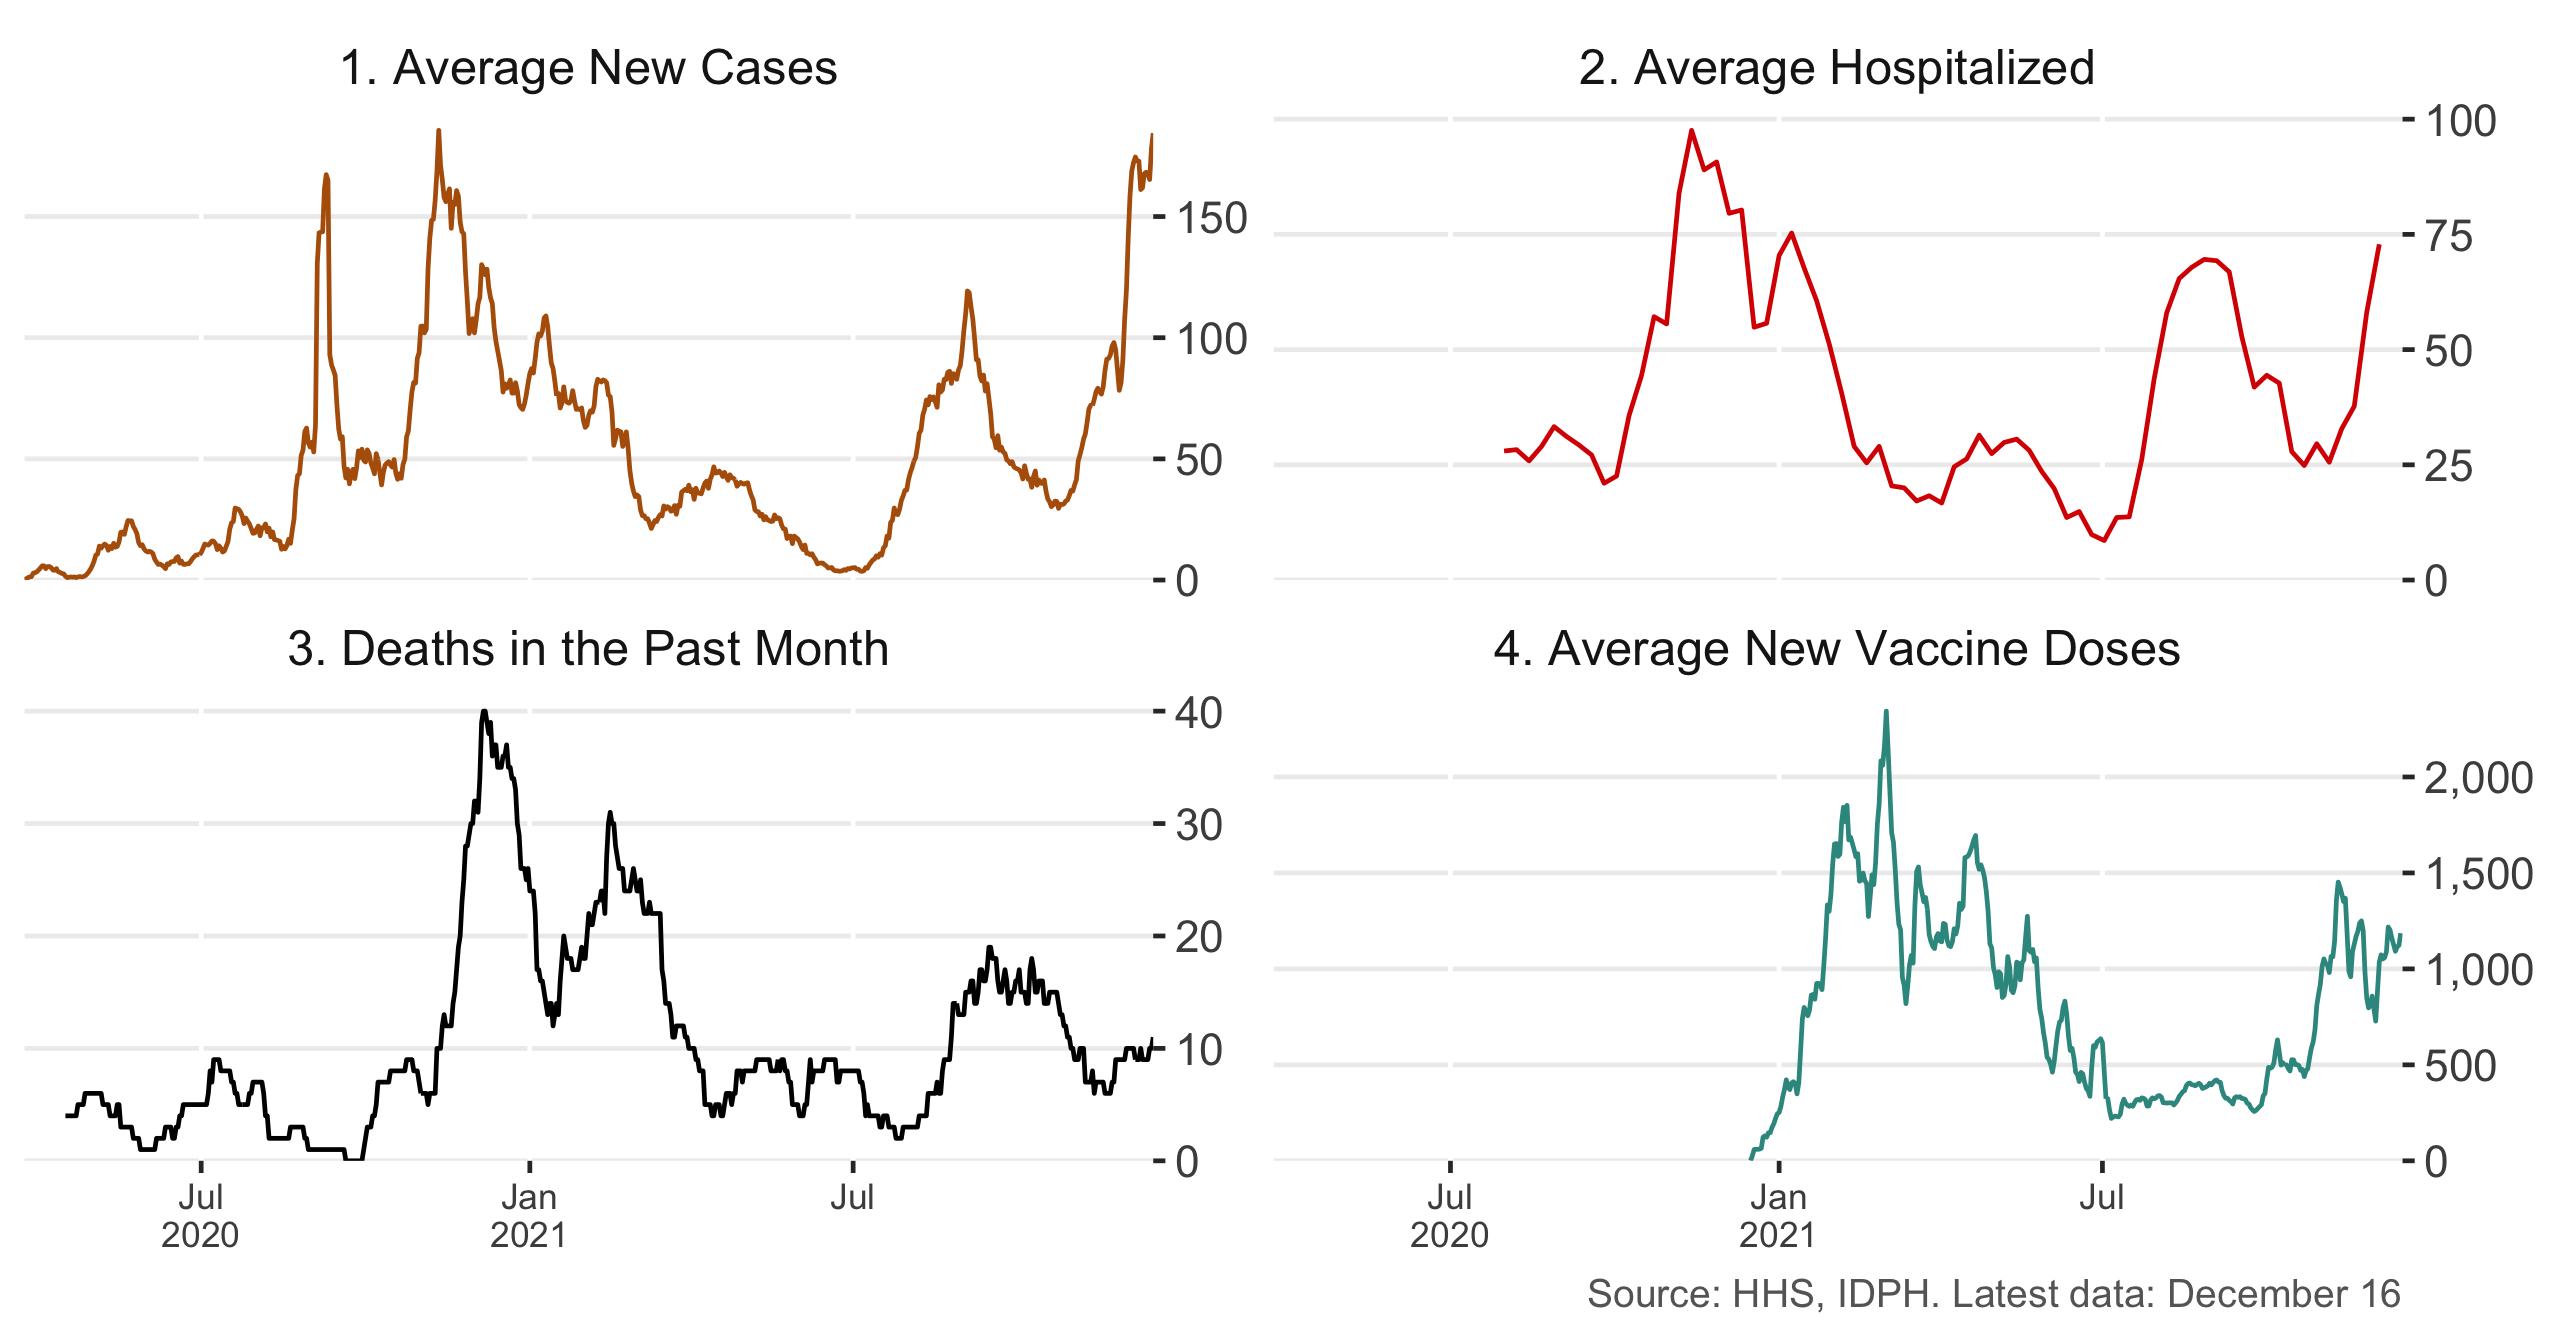 1. Average New Cases
150
100
50
0
2. Average Hospitalized
100
75
50
25
0
3. Deaths in the Past Month
40
30
20
10
0
Jul
2020
Jan
2021
Jul
4. Average New Vaccine Doses
2,000
1,500
1,000
500
0
Jul
2020
Jan
2021
Jul
Source: HHS, IDPH. Latest data: December 16